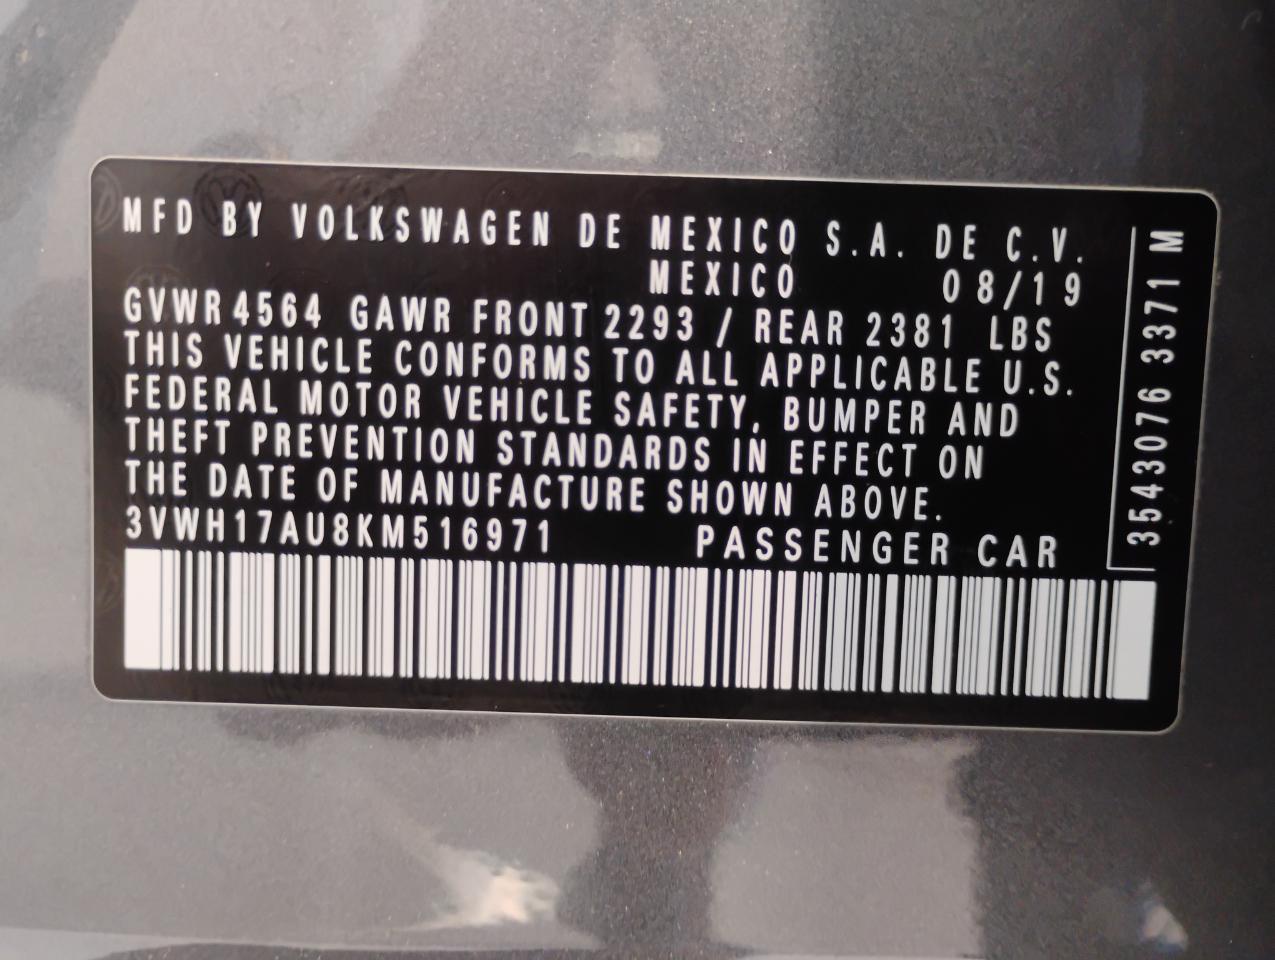 MFD BY VOLKSWAGEN DE MEXICO S.A. DE C.V.
MEXICO 08/19
GVWR 4564 GAWR FRONT 2293 / REAR 2381 LBS
THIS VEHICLE CONFORMS TO ALL APPLICABLE U.S.
FEDERAL MOTOR VEHICLE SAFETY, BUMPER AND
THEFT PREVENTION STANDARDS IN EFFECT ON
THE DATE OF MANUFACTURE SHOWN ABOVE.
3VWH17AU8KM516971 PASSENGER CAR
3543076 3371 M